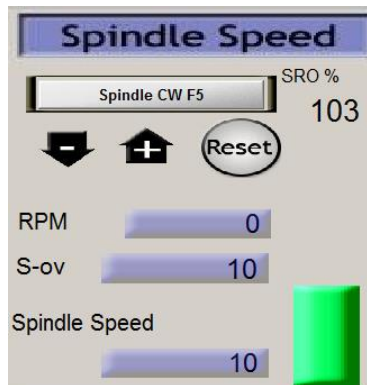 Spindle Speed
Spindle CW F5
SRO %
103
- + Reset
RPM 0
S-ov 10
Spindle Speed
10